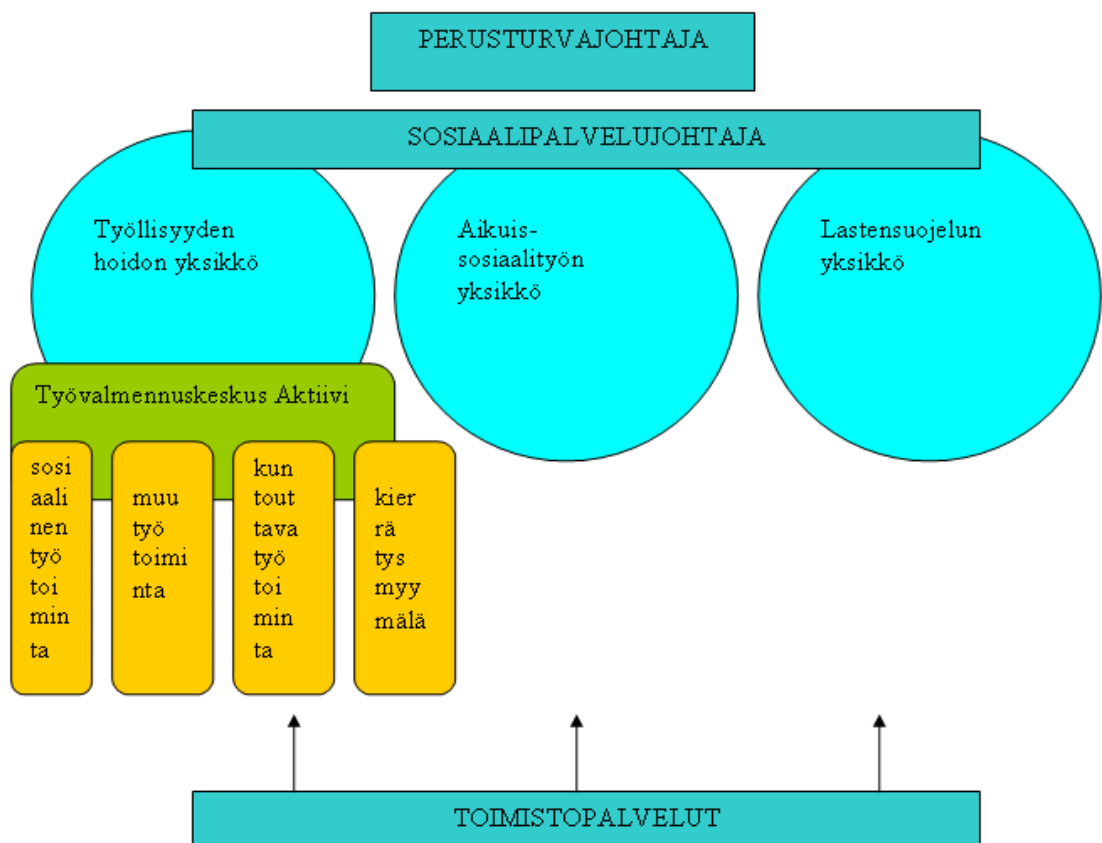 PERUSTURVAJOHTAJA
SOSIAALIPALVELUJOHTAJA
Työllisyyden
hoidon yksikkö
Aikuis-
sosiaalityön
yksikkö
Lastensuojelun
yksikkö
Työvalmennuskeskus Aktiivi
sosi
aali
nen
työ
toi
min
ta
muu
työ
toimi
nta
kun
tout
tava
työ
toi
min
ta
kier
rä
tys
myy
mälä
TOIMISTOPALVELUT